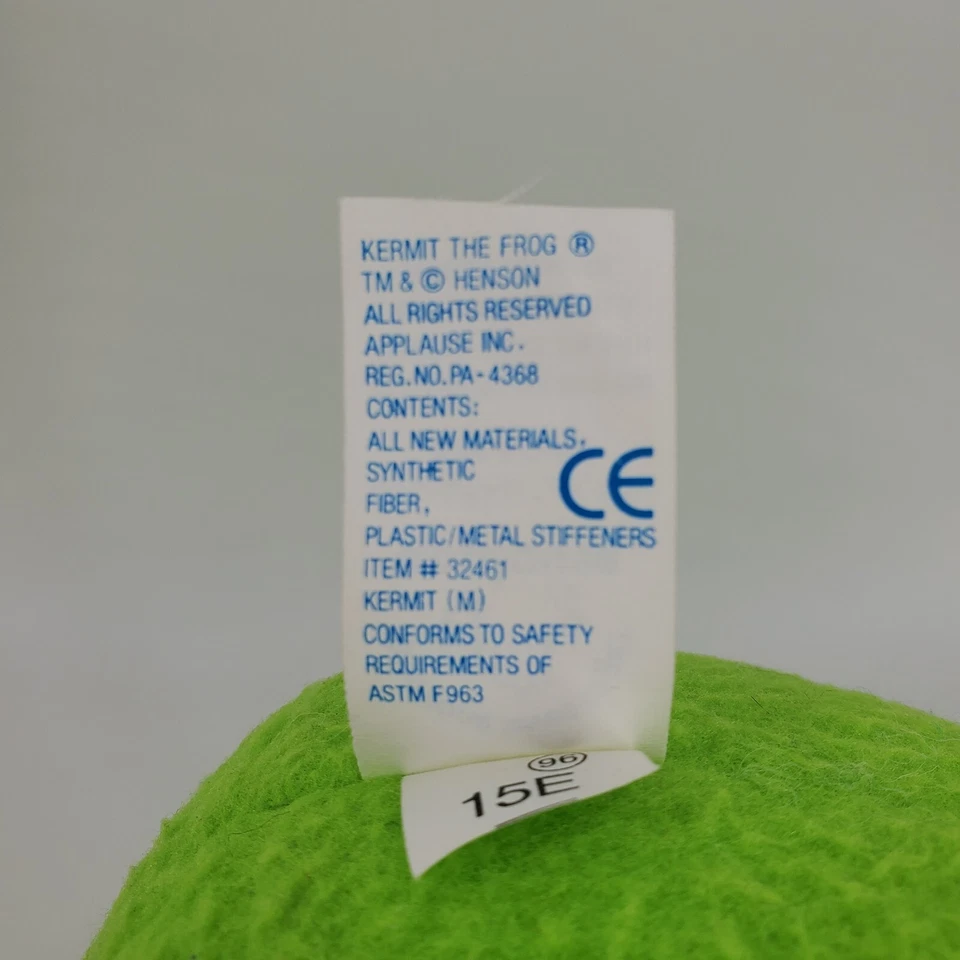 KERMIT THE FROG ®
TM & © HENSON
ALL RIGHTS RESERVED
APPLAUSE INC.
REG.NO.PA-4368
CONTENTS:
ALL NEW MATERIALS,
SYNTHETIC
CE
FIBER,
PLASTIC/METAL STIFFENERS
ITEM # 32461
KERMIT (M)
CONFORMS TO SAFETY
REQUIREMENTS OF
ASTM F963
96
15E